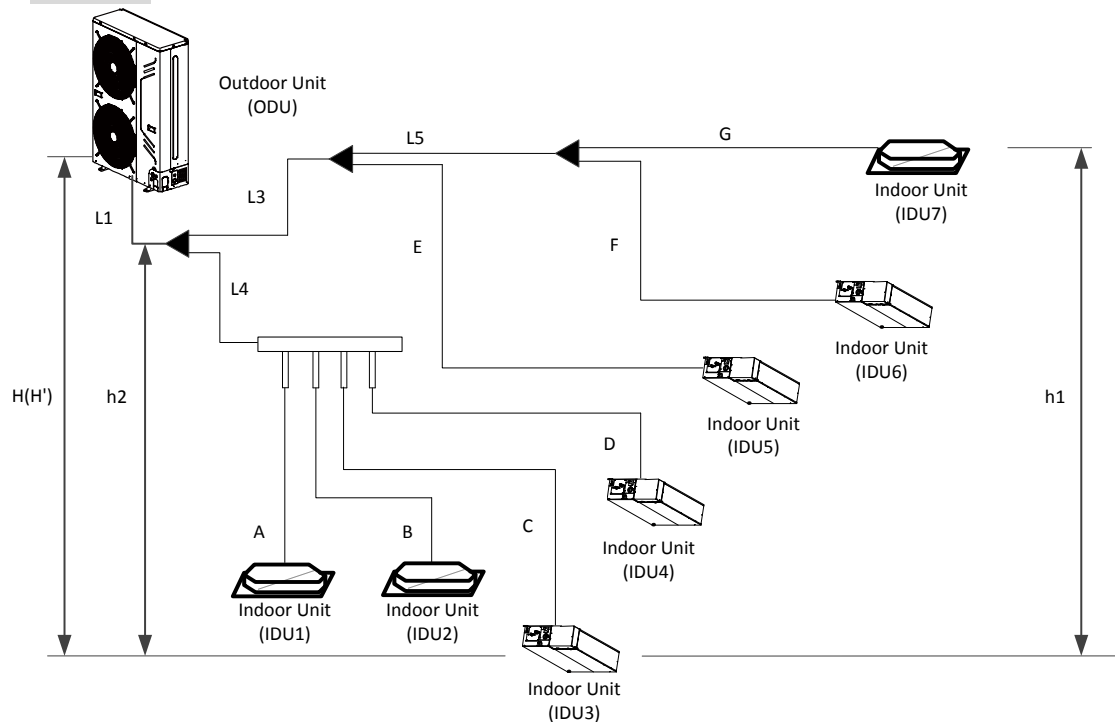 Outdoor Unit
(ODU)
L5
G
Indoor Unit
(IDU7)
L3
L1
E
F
L4
Indoor Unit
(IDU6)
H(H')
h2
h1
Indoor Unit
(IDU5)
D
A
B
C
Indoor Unit
(IDU4)
Indoor Unit
(IDU1)
Indoor Unit
(IDU2)
Indoor Unit
(IDU3)